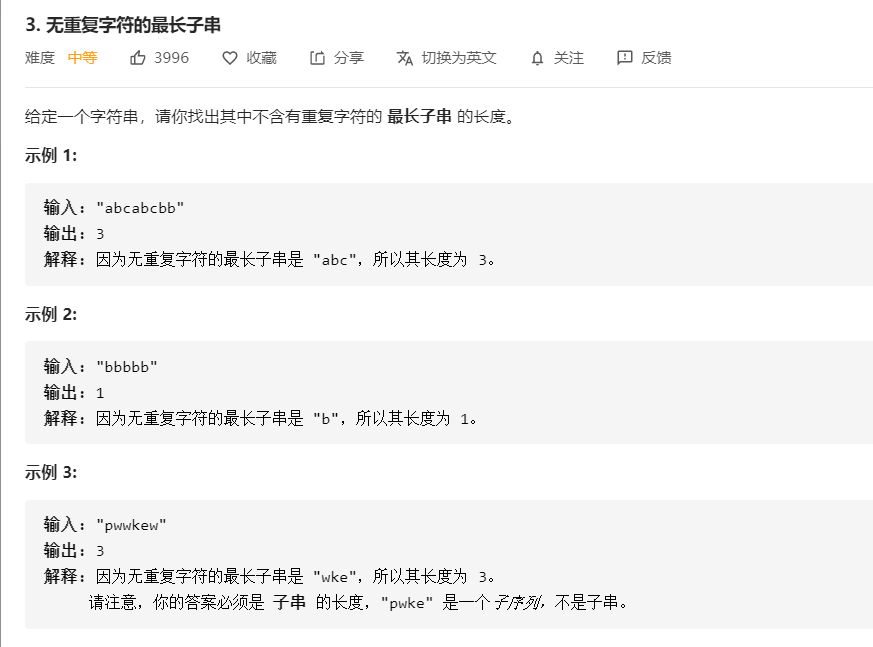 3. 无重复字符的最长子串
难度 中等 3996 收藏 分享 切换为英文 关注 反馈
给定一个字符串，请你找出其中不含有重复字符的 最长子串 的长度。
示例 1:
输入: "abcabcbb"
输出: 3
解释: 因为无重复字符的最长子串是 "abc"，所以其长度为 3。
示例 2:
输入: "bbbbb"
输出: 1
解释: 因为无重复字符的最长子串是 "b"，所以其长度为 1。
示例 3:
输入: "pwwkew"
输出: 3
解释: 因为无重复字符的最长子串是 "wke"，所以其长度为 3。
请注意，你的答案必须是 子串 的长度，"pwke" 是一个子序列，不是子串。